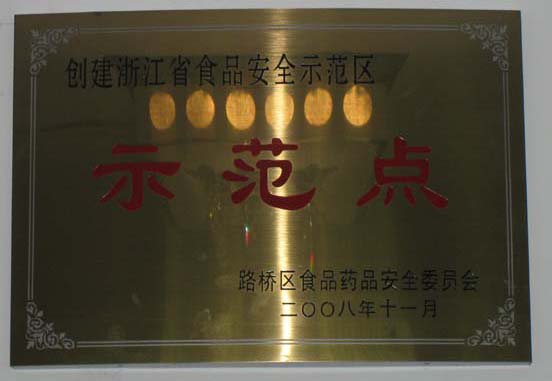 创建浙江省食品安全示范区
示范点
路桥区食品药品安全委员会
二〇〇八年十一月